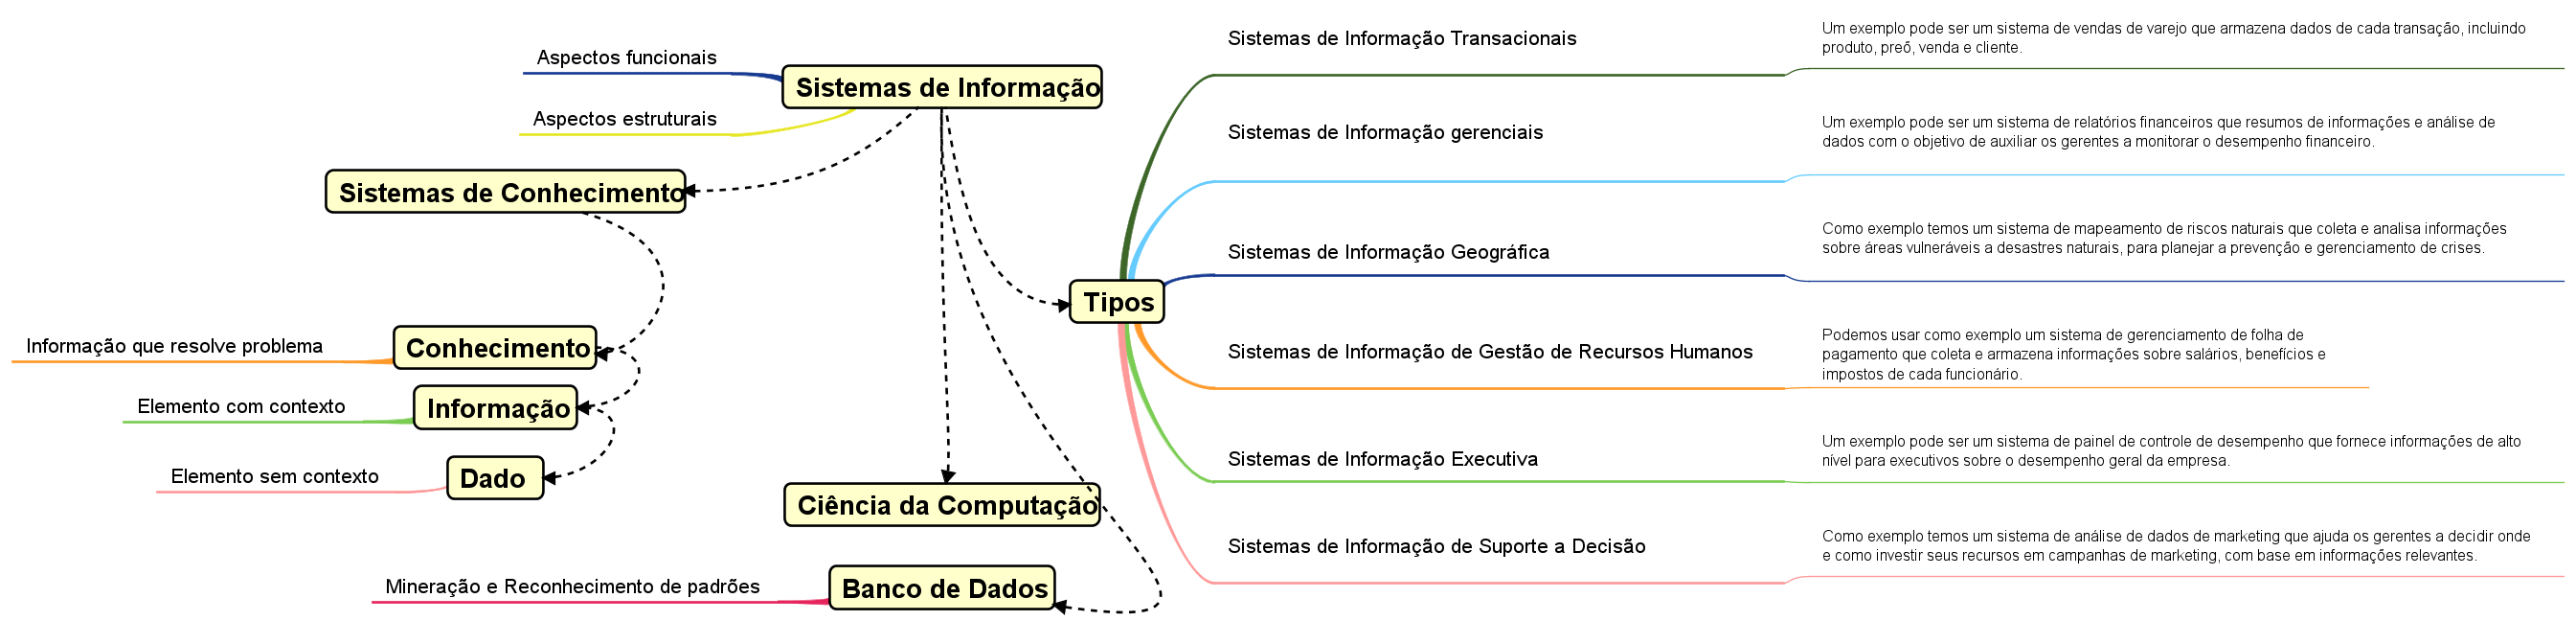 Aspectos funcionais
Sistemas de Informação
Aspectos estruturais
Sistemas de Conhecimento
Informação que resolve problema
Conhecimento
Elemento com contexto
Informação
Elemento sem contexto
Dado
Ciência da Computação
Mineração e Reconhecimento de padrões
Banco de Dados
Tipos
Sistemas de Informação Transacionais
Um exemplo pode ser um sistema de vendas de varejo que armazena dados de cada transação, incluindo
produto, preõ, venda e cliente.
Sistemas de Informação gerenciais
Um exemplo pode ser um sistema de relatórios financeiros que resumos de informações e análise de
dados com o objetivo de auxiliar os gerentes a monitorar o desempenho financeiro.
Sistemas de Informação Geográfica
Como exemplo temos um sistema de mapeamento de riscos naturais que coleta e analisa informações
sobre áreas vulneráveis a desastres naturais, para planejar a prevenção e gerenciamento de crises.
Sistemas de Informação de Gestão de Recursos Humanos
Podemos usar como exemplo um sistema de gerenciamento de folha de
pagamento que coleta e armazena informações sobre salários, benefícios e
impostos de cada funcionário.
Sistemas de Informação Executiva
Um exemplo pode ser um sistema de painel de controle de desempenho que fornece informações de alto
nível para executivos sobre o desempenho geral da empresa.
Sistemas de Informação de Suporte a Decisão
Como exemplo temos um sistema de análise de dados de marketing que ajuda os gerentes a decidir onde
e como investir seus recursos em campanhas de marketing, com base em informações relevantes.